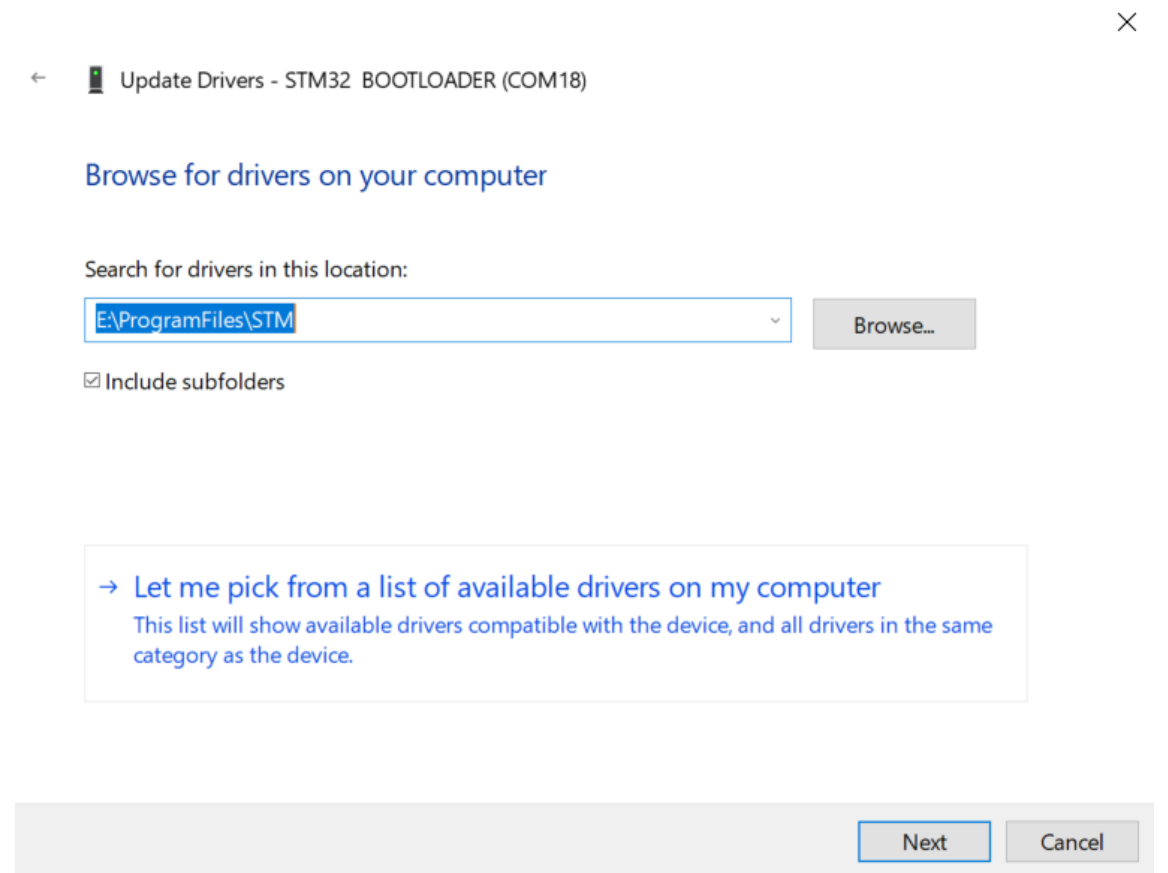 Update Drivers - STM32  BOOTLOADER (COM18)
Browse for drivers on your computer
Search for drivers in this location:
E:\ProgramFiles\STM
Browse...
Include subfolders
Let me pick from a list of available drivers on my computer
This list will show available drivers compatible with the device, and all drivers in the same
category as the device.
Next
Cancel